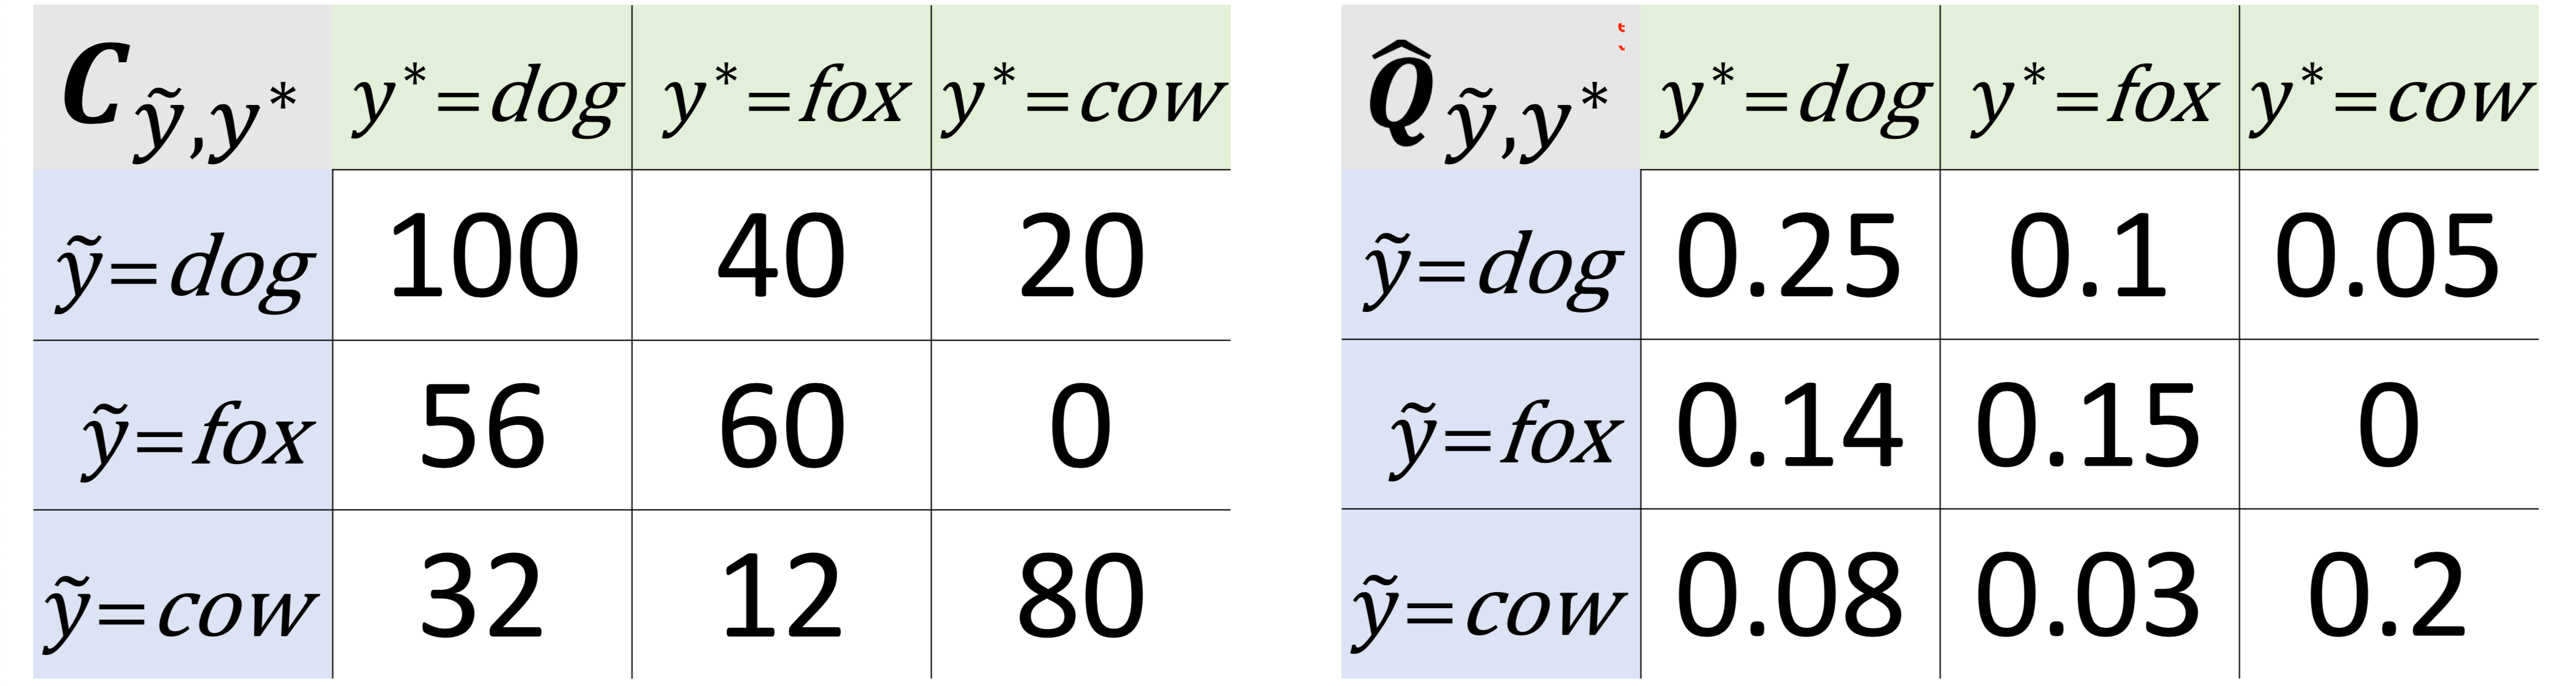 C ỹ,y* y*=dog y*=fox y*=cow
ỹ=dog 100 40 20
ỹ=fox 56 60 0
ỹ=cow 32 12 80
Q̂ ỹ,y* y*=dog y*=fox y*=cow
ỹ=dog 0.25 0.1 0.05
ỹ=fox 0.14 0.15 0
ỹ=cow 0.08 0.03 0.2